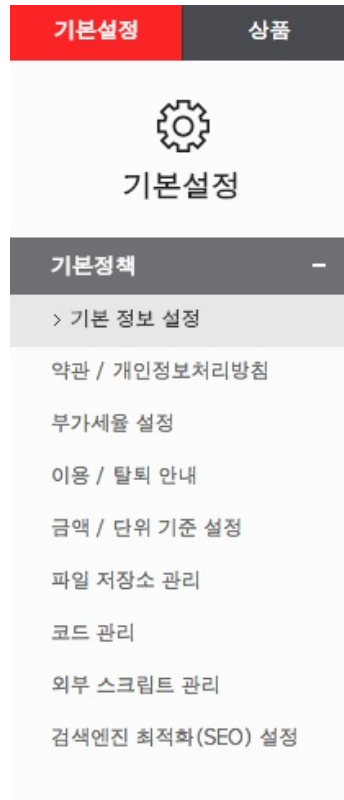 기본설정 상품
기본설정
기본정책 –
> 기본 정보 설정
약관 / 개인정보처리방침
부가세율 설정
이용 / 탈퇴 안내
금액 / 단위 기준 설정
파일 저장소 관리
코드 관리
외부 스크립트 관리
검색엔진 최적화(SEO) 설정